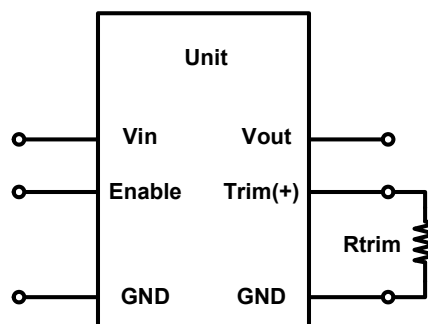 Unit
Vin Vout
Enable Trim(+)
Rtrim
GND GND